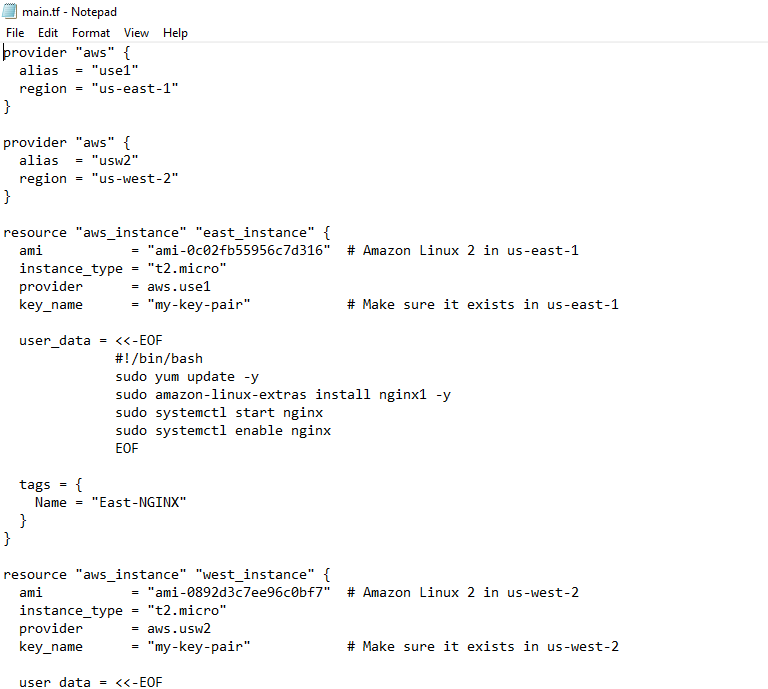 main.tf - Notepad
File Edit Format View Help
provider "aws" {
  alias  = "use1"
  region = "us-east-1"
}

provider "aws" {
  alias  = "usw2"
  region = "us-west-2"
}

resource "aws_instance" "east_instance" {
  ami           = "ami-0c02fb55956c7d316"  # Amazon Linux 2 in us-east-1
  instance_type = "t2.micro"
  provider      = aws.use1
  key_name      = "my-key-pair"            # Make sure it exists in us-east-1

  user_data = <<-EOF
              #!/bin/bash
              sudo yum update -y
              sudo amazon-linux-extras install nginx1 -y
              sudo systemctl start nginx
              sudo systemctl enable nginx
              EOF

  tags = {
    Name = "East-NGINX"
  }
}

resource "aws_instance" "west_instance" {
  ami           = "ami-0892d3c7ee96c0bf7"  # Amazon Linux 2 in us-west-2
  instance_type = "t2.micro"
  provider      = aws.usw2
  key_name      = "my-key-pair"            # Make sure it exists in us-west-2

  user_data = <<-EOF